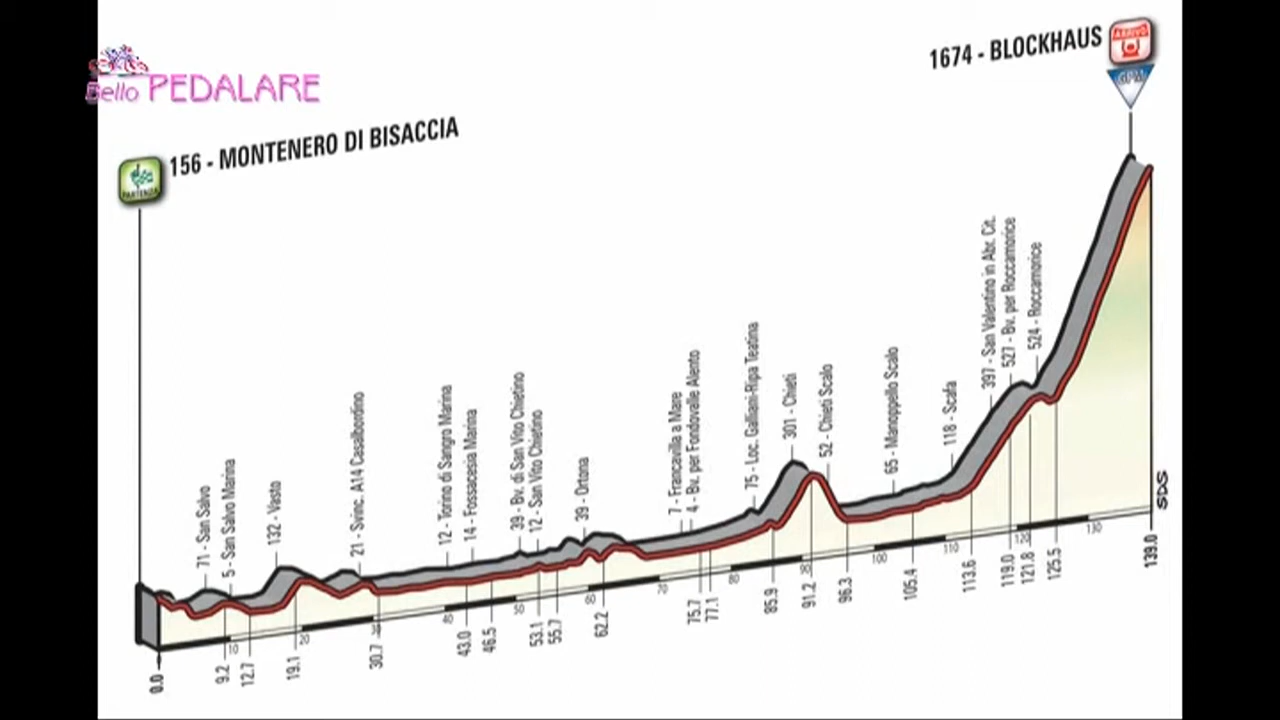 Bello PEDALARE
1674 - BLOCKHAUS
ARRIVO
GPM
156 - MONTENERO DI BISACCIA
PARTENZA
71 - San Salvo
5 - San Salvo Marina
132 - Vasto
21 - Svinc. A14 Casalbordino
12 - Torino di Sangro Marina
14 - Fossacesia Marina
39 - Bv. di San Vito Chietino
12 - San Vito Chietino
39 - Ortona
7 - Francavilla a Mare
4 - Bv. per Fondovalle Alento
75 - Loc. Galliani-Ripa Teatina
301 - Chieti
52 - Chieti Scalo
65 - Manoppello Scalo
118 - Scafa
397 - San Valentino in Abr. Cit.
527 - Bv. per Roccamorice
524 - Roccamorice
SDS
10
20
70
100
110
120
130
0.0
9.2
12.7
19.1
30.7
43.0
46.5
53.1
55.7
62.2
75.7
77.1
85.9
91.2
96.3
105.4
113.6
119.0
121.8
125.5
139.0